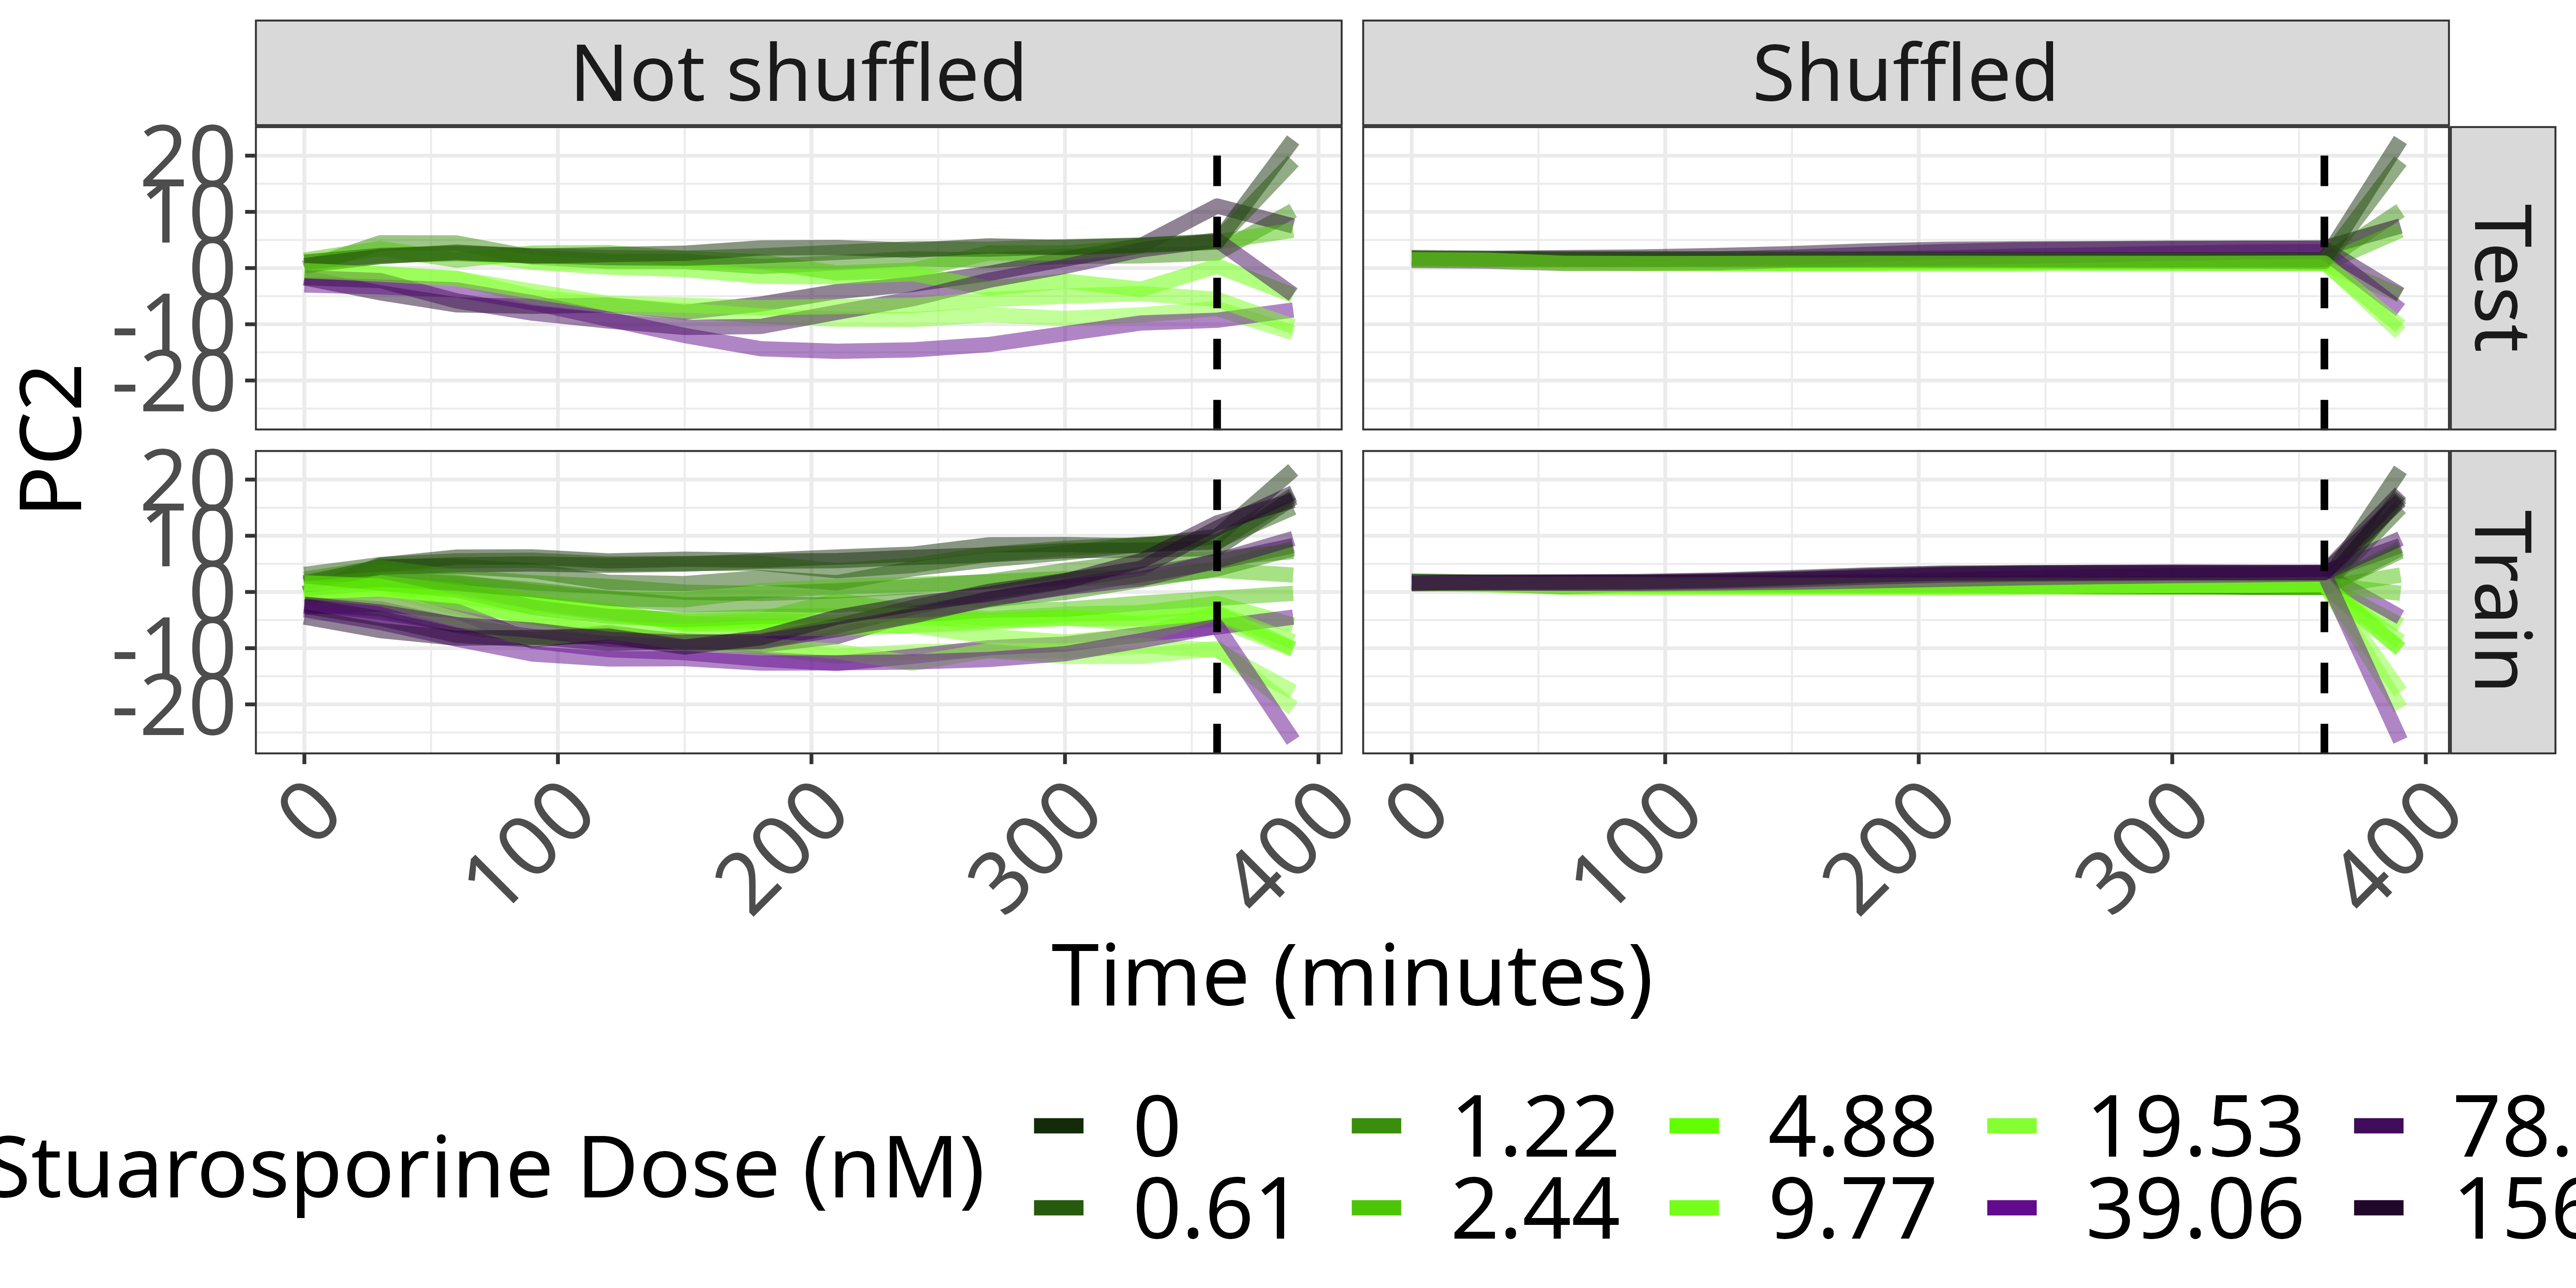 Not shuffled Shuffled
20
10
0
-10
-20
Test
PC2
20
10
0
-10
-20
Train
0 100 200 300 400 0 100 200 300 400
Time (minutes)
Stuarosporine Dose (nM)
0 1.22 4.88 19.53 78.
0.61 2.44 9.77 39.06 156